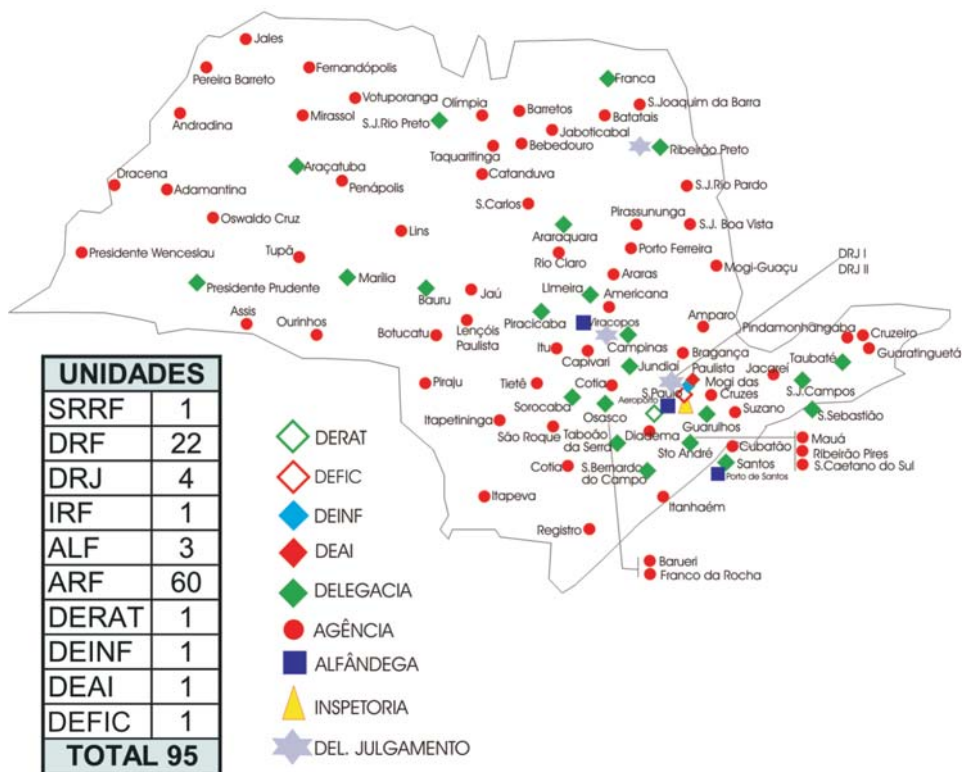 Jales
Pereira Barreto
Fernandópolis
Votuporanga
Andradina
Mirassol
S.J.Rio Preto
Olímpia
Barretos
Franca
S.Joaquim da Barra
Batatais
Jaboticabal
Bebedouro
Taquaritinga
Ribeirão Preto
Araçatuba
Catanduva
Dracena
Adamantina
Penápolis
S.J.Rio Pardo
Oswaldo Cruz
S.Carlos
Pirassununga
S.J. Boa Vista
Lins
Araraquara
Presidente Wenceslau
Tupã
Rio Claro
Porto Ferreira
DRJ I
DRJ II
Mogi-Guaçu
Araras
Presidente Prudente
Marília
Bauru
Jaú
Limeira
Americana
Assis
Ourinhos
Botucatu
Lençóis
Paulista
Piracicaba
Viracopos
Campinas
Amparo
Pindamonhangaba
Cruzeiro
Guaratinguetá
Itu
Capivari
Jundiaí
Bragança
Paulista
Jacareí
Taubaté
Piraju
Tietê
Cotia
S.Paulo
Mogi das
Cruzes
S.J.Campos
Sorocaba
Osasco
Aeroporto
Guarulhos
Suzano
S.Sebastião
Itapetininga
São Roque
Taboão
da Serra
Diadema
Sto André
Cubatão
Mauá
Ribeirão Pires
S.Caetano do Sul
Cotia
S.Bernardo
do Campo
Santos
Porto de Santos
Itapeva
Itanhaém
Registro
Barueri
Franco da Rocha
UNIDADES
SRRF 1
DRF 22
DRJ 4
IRF 1
ALF 3
ARF 60
DERAT 1
DEINF 1
DEAI 1
DEFIC 1
TOTAL 95
DERAT
DEFIC
DEINF
DEAI
DELEGACIA
AGÊNCIA
ALFÂNDEGA
INSPETORIA
DEL. JULGAMENTO